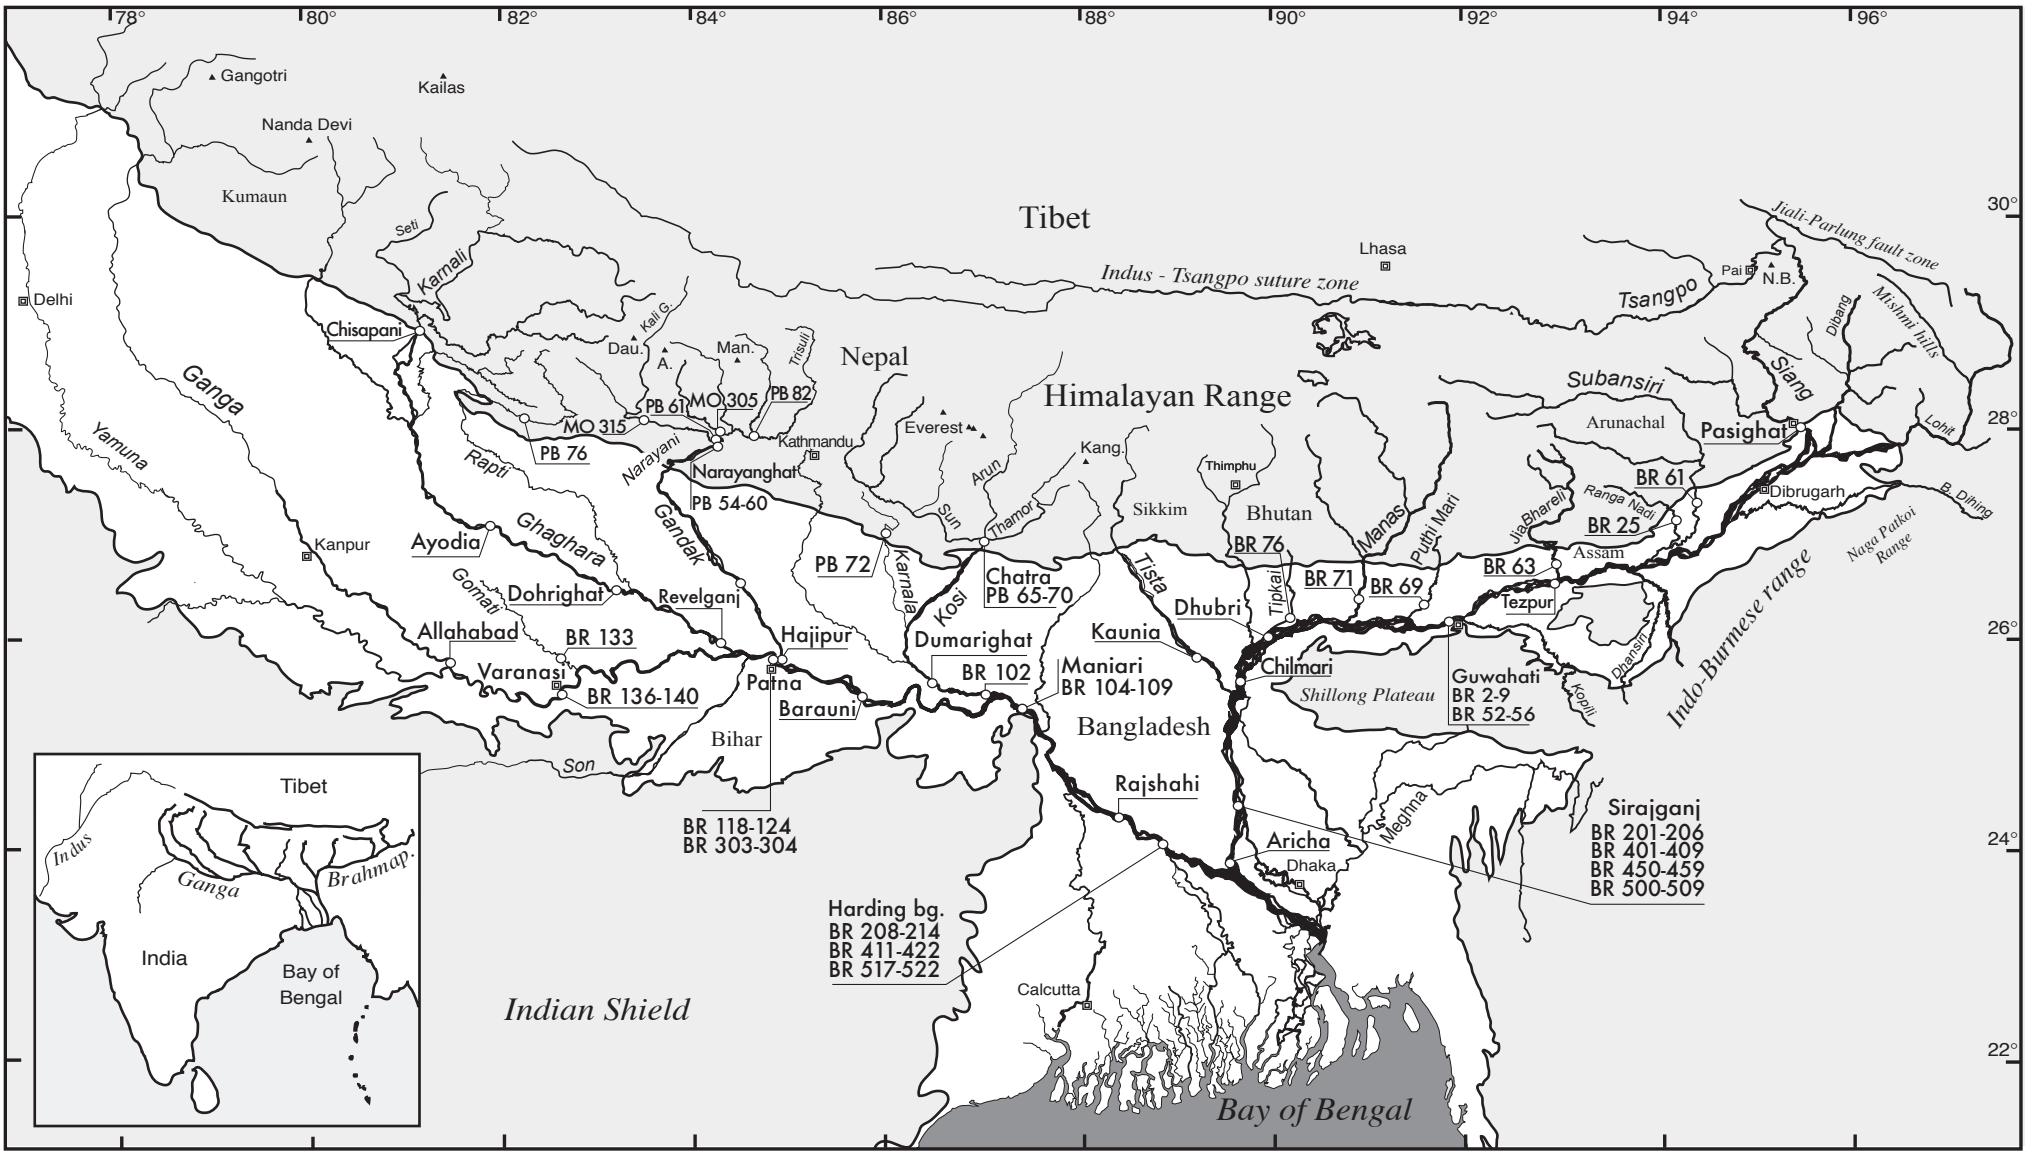 78°
80°
82°
84°
86°
88°
90°
92°
94°
96°
Gangotri
Kailas
Nanda Devi
Kumaun
Tibet
30°
Jiali-Parlung fault zone
Seti
Karnali
Lhasa
Indus - Tsangpo suture zone
Tsangpo
Pai
N.B.
Delhi
Chisapani
Kali G.
Dau.
A.
Man.
Trisuli
Nepal
Dibang
Mishmi hills
Ganga
Himalayan Range
Subansiri
Siang
PB 61
MO 305
PB 82
MO 315
Everest
Arunachal
Pasighat
Lohit
28°
Yamuna
Rapti
PB 76
Narayani
Kathmandu
Narayanghat
PB 54-60
Arun
Kang.
Thimphu
BR 61
Dibrugarh
B. Dihing
Sun
Thamor
Sikkim
Bhutan
Manas
Puthi Mari
JiaBhareli
Ranga Nadi
BR 25
Naga Patkoi
Range
Kanpur
Ayodia
Ghaghara
Gandak
PB 72
Karnala
Chatra
PB 65-70
Tista
BR 76
BR 71
BR 69
BR 63
Assam
Gomati
Dohrighat
Revelganj
Kosi
Dhubri
Tipkai
Tezpur
Indo-Burmese range
Allahabad
BR 133
Hajipur
Dumarighat
Kaunia
26°
Varanasi
BR 136-140
Patna
Barauni
BR 102
Maniari
BR 104-109
Chilmari
Shillong Plateau
Guwahati
BR 2-9
BR 52-56
Dhansiri
Kopili
Bihar
Bangladesh
Son
Rajshahi
Meghna
Sirajganj
BR 201-206
BR 401-409
BR 450-459
BR 500-509
BR 118-124
BR 303-304
Aricha
Dhaka
24°
Harding bg.
BR 208-214
BR 411-422
BR 517-522
Calcutta
Indian Shield
22°
Bay of Bengal
Tibet
Indus
Ganga
Brahmap.
India
Bay of
Bengal